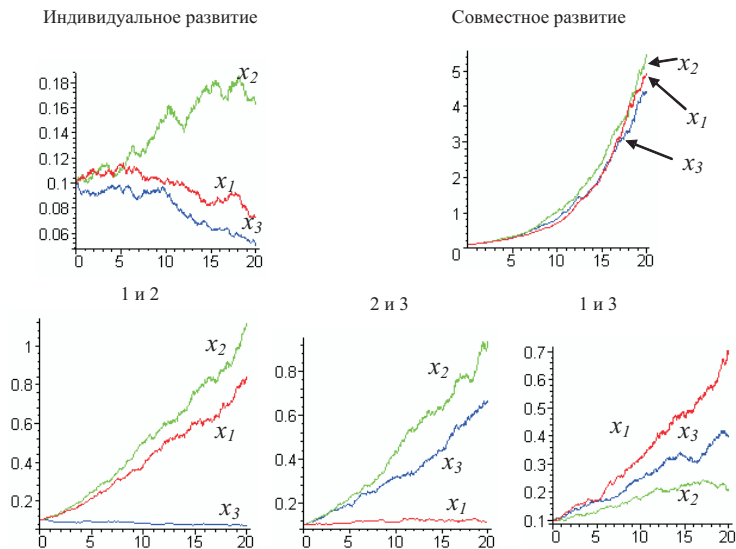 Индивидуальное развитие
Совместное развитие
x2
x1
x3
0.18
0.16
0.14
0.12
0.1
0.08
0.06
0 5 10 15 20
x2
x1
x3
5
4
3
2
1
0
5 10 15 20
1 и 2
2 и 3
1 и 3
x2
x1
x3
1
0.8
0.6
0.4
0.2
0 5 10 15 20
x2
x3
x1
0.8
0.6
0.4
0.2
0 5 10 15 20
x1
x3
x2
0.7
0.6
0.5
0.4
0.3
0.2
0.1
0 5 10 15 20